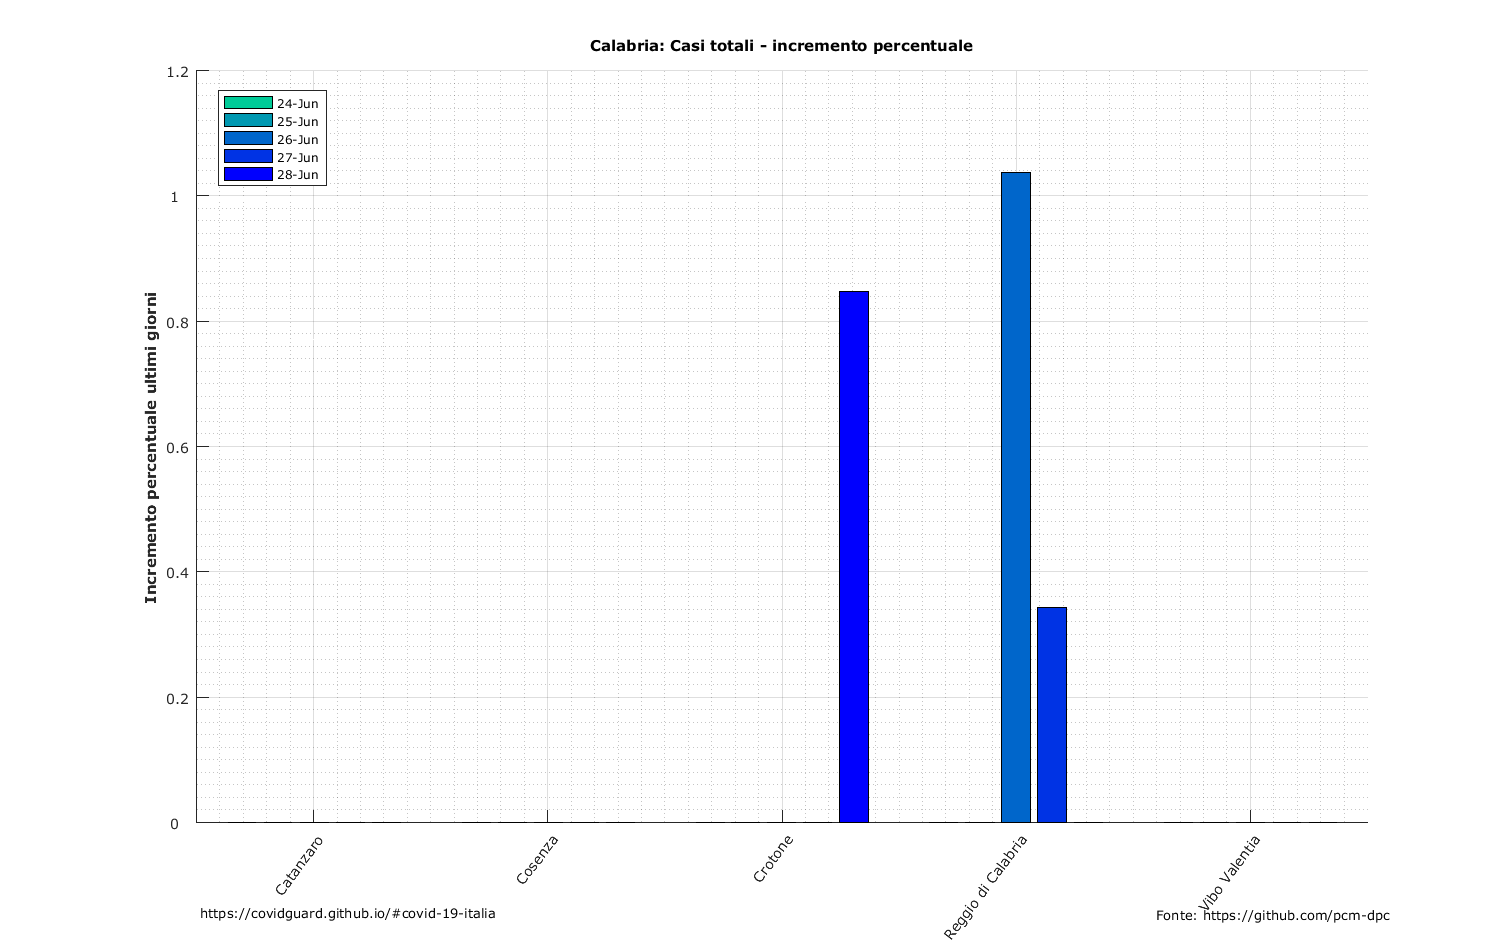 Calabria: Casi totali - incremento percentuale
1.2
1
0.8
0.6
0.4
0.2
0
Incremento percentuale ultimi giorni
24-Jun
25-Jun
26-Jun
27-Jun
28-Jun
Catanzaro
Cosenza
Crotone
Reggio di Calabria
Vibo Valentia
https://covidguard.github.io/#covid-19-italia
Fonte: https://github.com/pcm-dpc